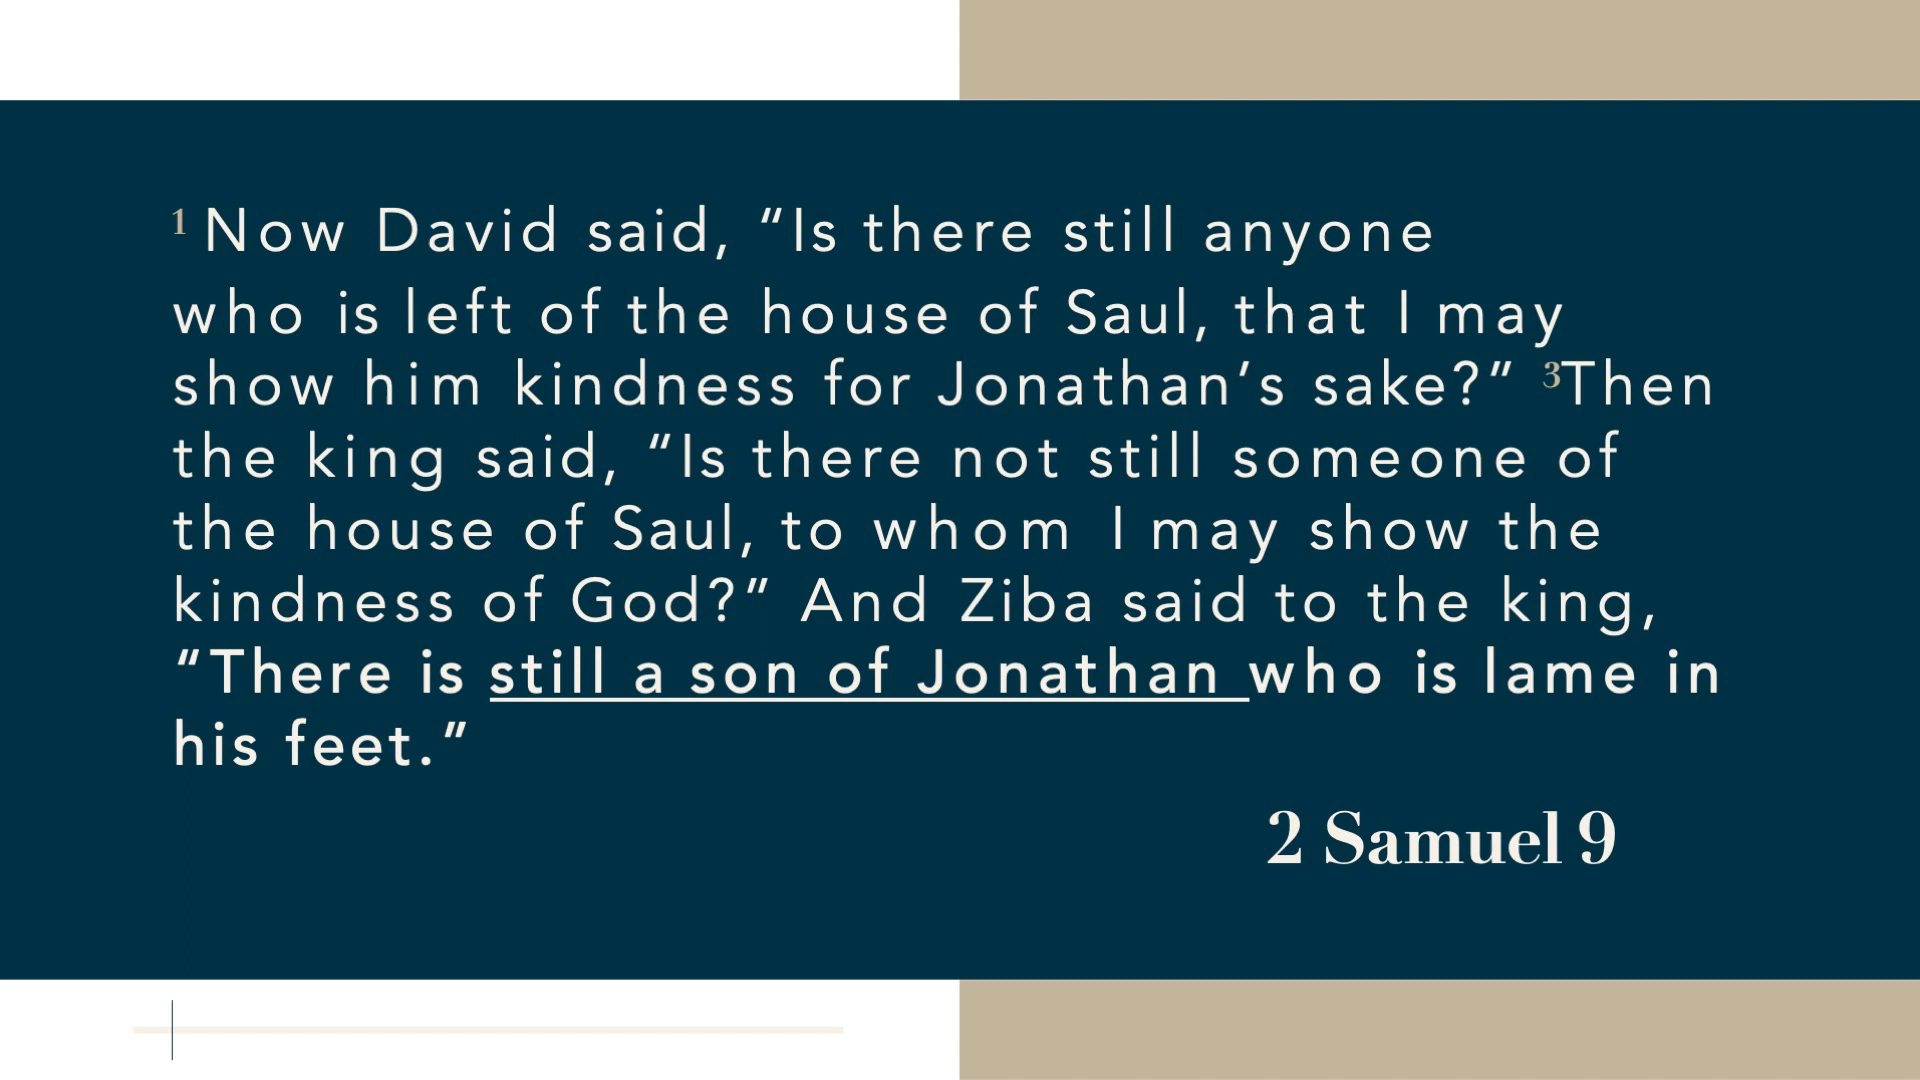 1 Now David said, “Is there still anyone
who is left of the house of Saul, that I may
show him kindness for Jonathan’s sake?” 3Then
the king said, “Is there not still someone of
the house of Saul, to whom I may show the
kindness of God?” And Ziba said to the king,
“There is still a son of Jonathan who is lame in
his feet.”
2 Samuel 9